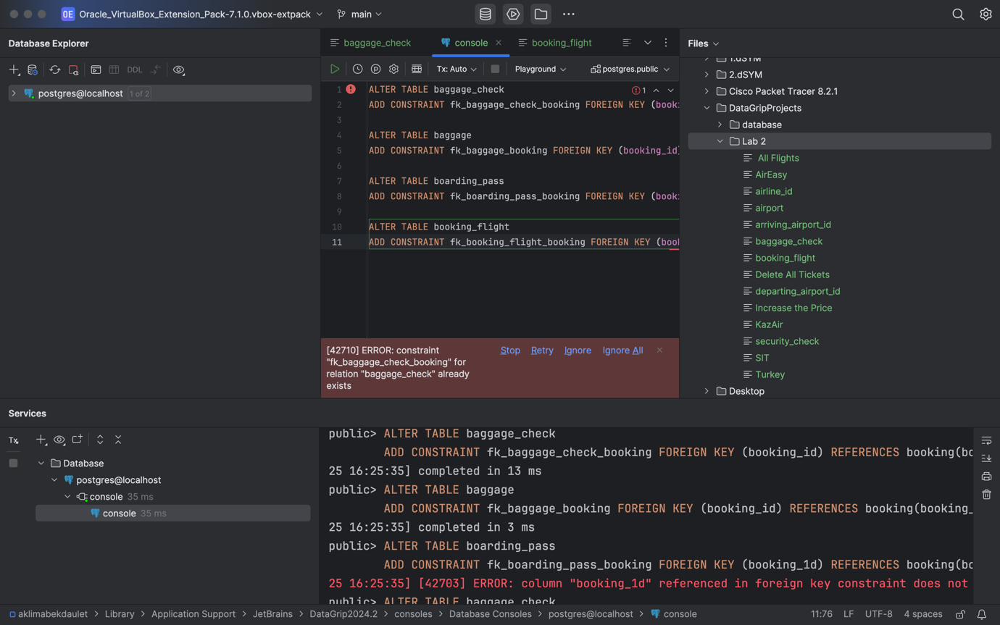 OE Oracle_VirtualBox_Extension_Pack-7.1.0.vbox-extpack main
Database Explorer
baggage_check console booking_flight
Files
DDL
Tx: Auto Playground postgres.public
postgres@localhost 1 of 2
1 ALTER TABLE baggage_check 1
2 ADD CONSTRAINT fk_baggage_check_booking FOREIGN KEY (book
3
4 ALTER TABLE baggage
5 ADD CONSTRAINT fk_baggage_booking FOREIGN KEY (booking_id)
6
7 ALTER TABLE boarding_pass
8 ADD CONSTRAINT fk_boarding_pass_booking FOREIGN KEY (book
9
10 ALTER TABLE booking_flight
11 ADD CONSTRAINT fk_booking_flight_booking FOREIGN KEY (boo
[42710] ERROR: constraint
"fk_baggage_check_booking" for
relation "baggage_check" already
exists
Stop Retry Ignore Ignore All
1.dSYM
2.dSYM
Cisco Packet Tracer 8.2.1
DataGripProjects
database
Lab 2
All Flights
AirEasy
airline_id
airport
arriving_airport_id
baggage_check
booking_flight
Delete All Tickets
departing_airport_id
Increase the Price
KazAir
security_check
SIT
Turkey
Desktop
Services
Tx
Database
postgres@localhost
console 35 ms
console 35 ms
public> ALTER TABLE baggage_check
ADD CONSTRAINT fk_baggage_check_booking FOREIGN KEY (booking_id) REFERENCES booking(bo
25 16:25:35] completed in 13 ms
public> ALTER TABLE baggage
ADD CONSTRAINT fk_baggage_booking FOREIGN KEY (booking_id) REFERENCES booking(booking_
25 16:25:35] completed in 3 ms
public> ALTER TABLE boarding_pass
ADD CONSTRAINT fk_boarding_pass_booking FOREIGN KEY (booking_1d) REFERENCES booking(bo
25 16:25:35] [42703] ERROR: column "booking_1d" referenced in foreign key constraint does not
public> ALTER TABLE baggage_check
aklimabekdaulet Library Application Support JetBrains DataGrip2024.2 consoles Database Consoles postgres@localhost console 11:76 LF UTF-8 4 spaces